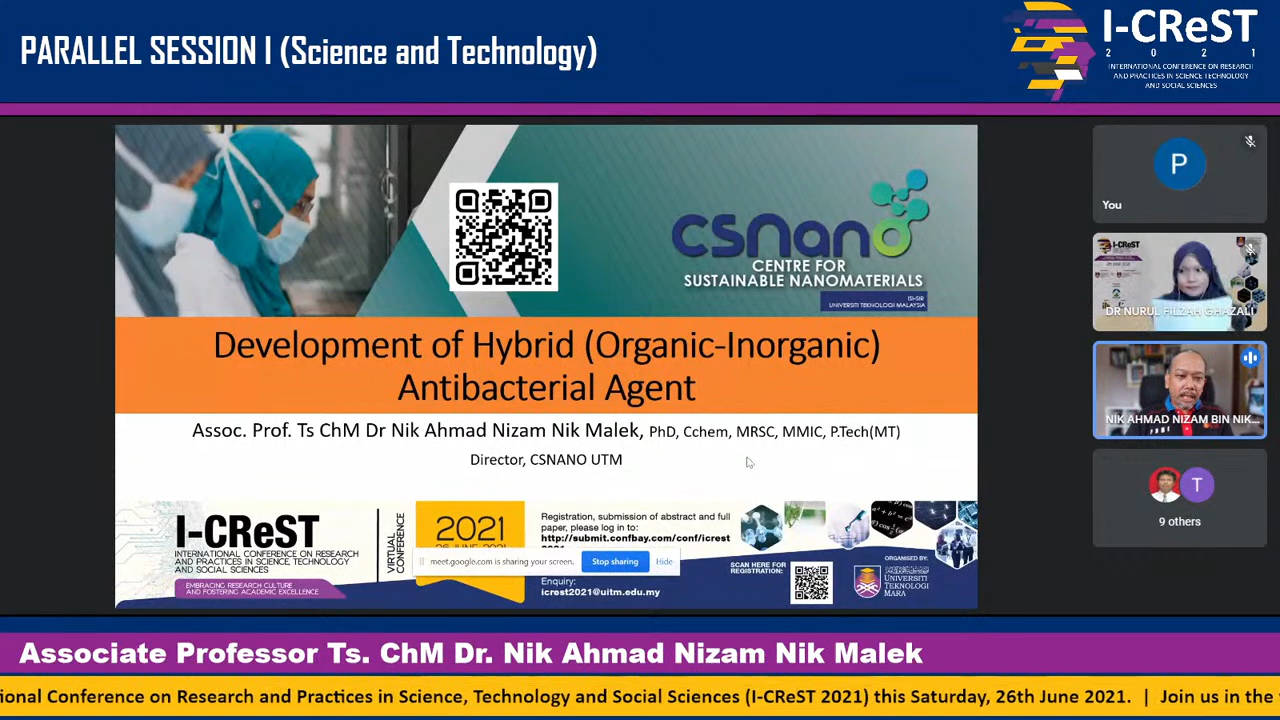 PARALLEL SESSION I (Science and Technology)
I-CReST
2 0 2 1
INTERNATIONAL CONFERENCE ON RESEARCH
AND PRACTICES IN SCIENCE TECHNOLOGY
AND SOCIAL SCIENCES
CSNano
CENTRE FOR
SUSTAINABLE NANOMATERIALS
ISI-SIR
UNIVERSITI TEKNOLOGI MALAYSIA
Development of Hybrid (Organic-Inorganic)
Antibacterial Agent
Assoc. Prof. Ts ChM Dr Nik Ahmad Nizam Nik Malek, PhD, Cchem, MRSC, MMIC, P.Tech(MT)
Director, CSNANO UTM
I-CReST
INTERNATIONAL CONFERENCE ON RESEARCH
AND PRACTICES IN SCIENCE, TECHNOLOGY
AND SOCIAL SCIENCES
EMBRACING RESEARCH CULTURE
AND FOSTERING ACADEMIC EXCELLENCE
VIRTUAL
CONFERENCE
2021
Registration, submission of abstract and full
paper, please log in to:
http://submit.confbay.com/conf/icrest
meet.google.com is sharing your screen.
Stop sharing
Hide
Enquiry:
icrest2021@uitm.edu.my
SCAN HERE FOR
REGISTRATION:
ORGANISED BY:
UNIVERSITI
TEKNOLOGI
MARA
P
You
I-CReST
DR NURUL FILZAH GHAZALI
NIK AHMAD NIZAM BIN NIK...
T
9 others
Associate Professor Ts. ChM Dr. Nik Ahmad Nizam Nik Malek
ional Conference on Research and Practices in Science, Technology and Social Sciences (I-CReST 2021) this Saturday, 26th June 2021. | Join us in the